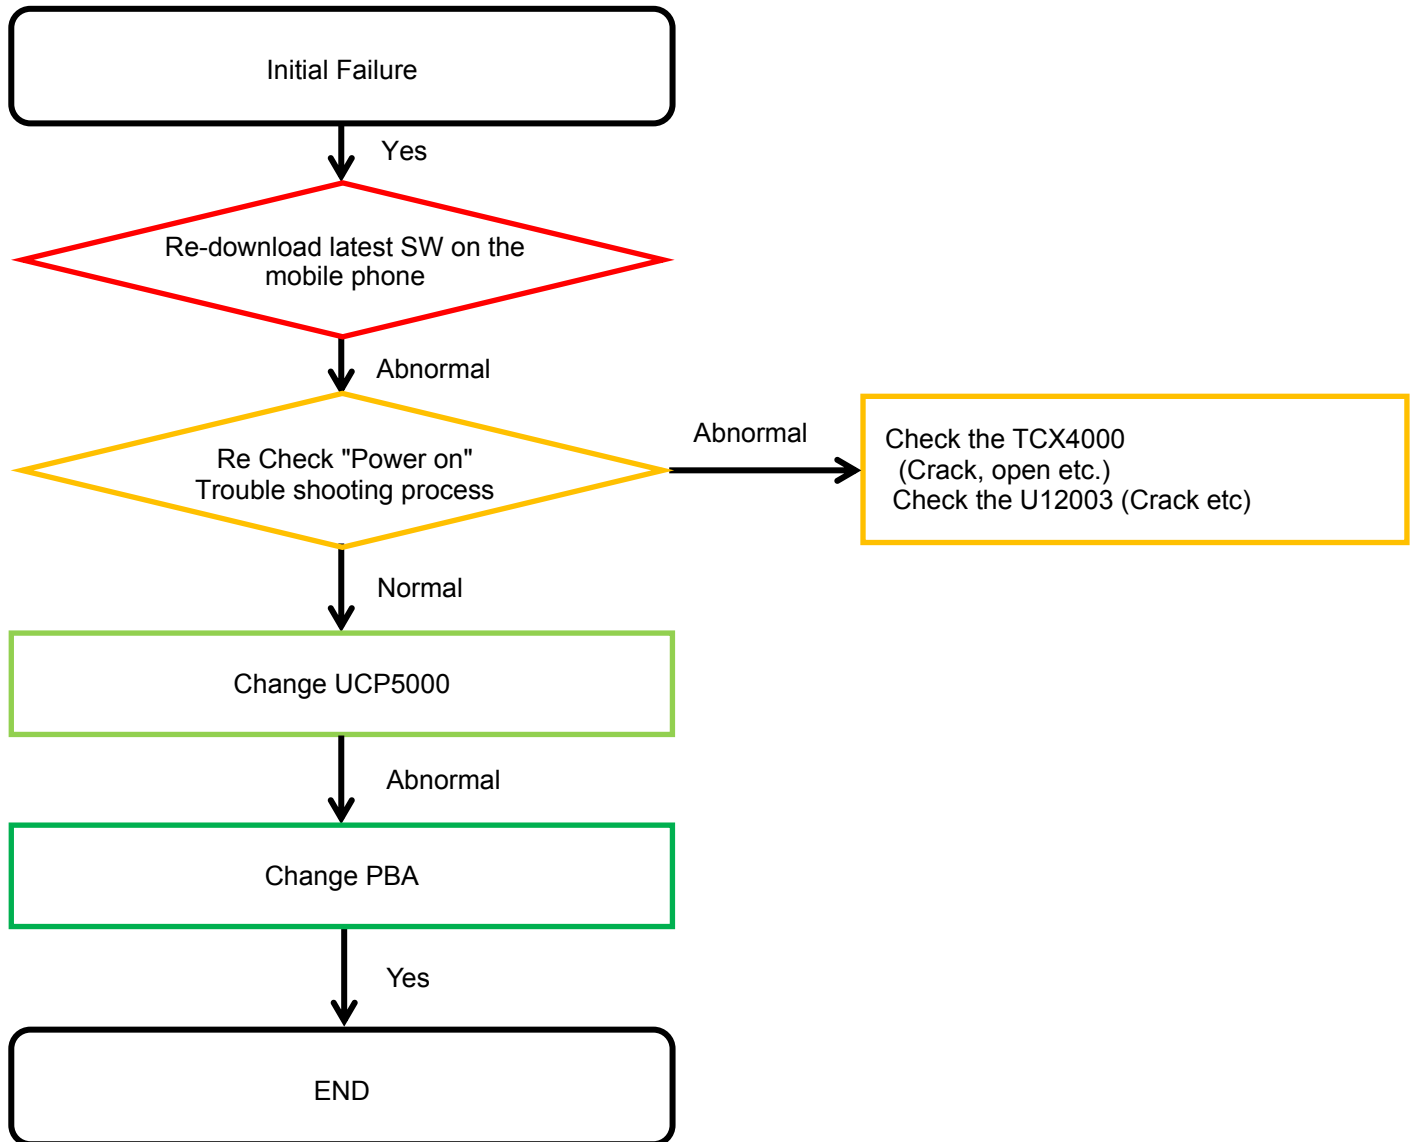 Initial Failure
Yes
Re-download latest SW on the
mobile phone
Abnormal
Re Check "Power on"
Trouble shooting process
Abnormal
Check the TCX4000
(Crack, open etc.)
Check the U12003 (Crack etc)
Normal
Change UCP5000
Abnormal
Change PBA
Yes
END